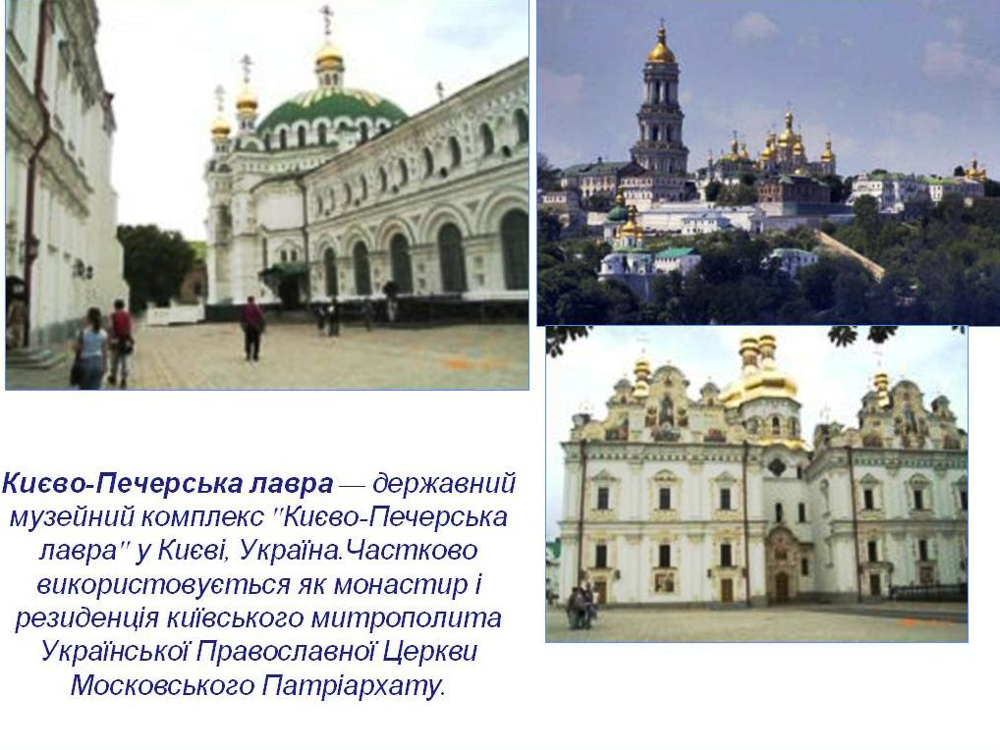 Києво-Печерська лавра — державний
музейний комплекс "Києво-Печерська
лавра" у Києві, Україна.Частково
використовується як монастир і
резиденція київського митрополита
Української Православної Церкви
Московського Патріархату.